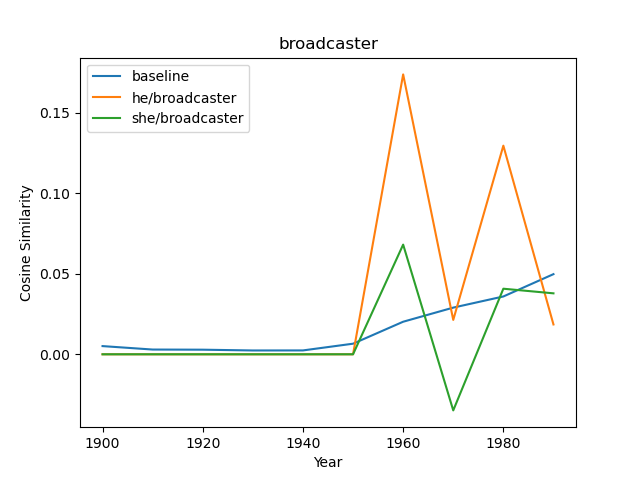 broadcaster
baseline
he/broadcaster
she/broadcaster
0.15
0.10
0.05
0.00
Cosine Similarity
1900 1920 1940 1960 1980
Year